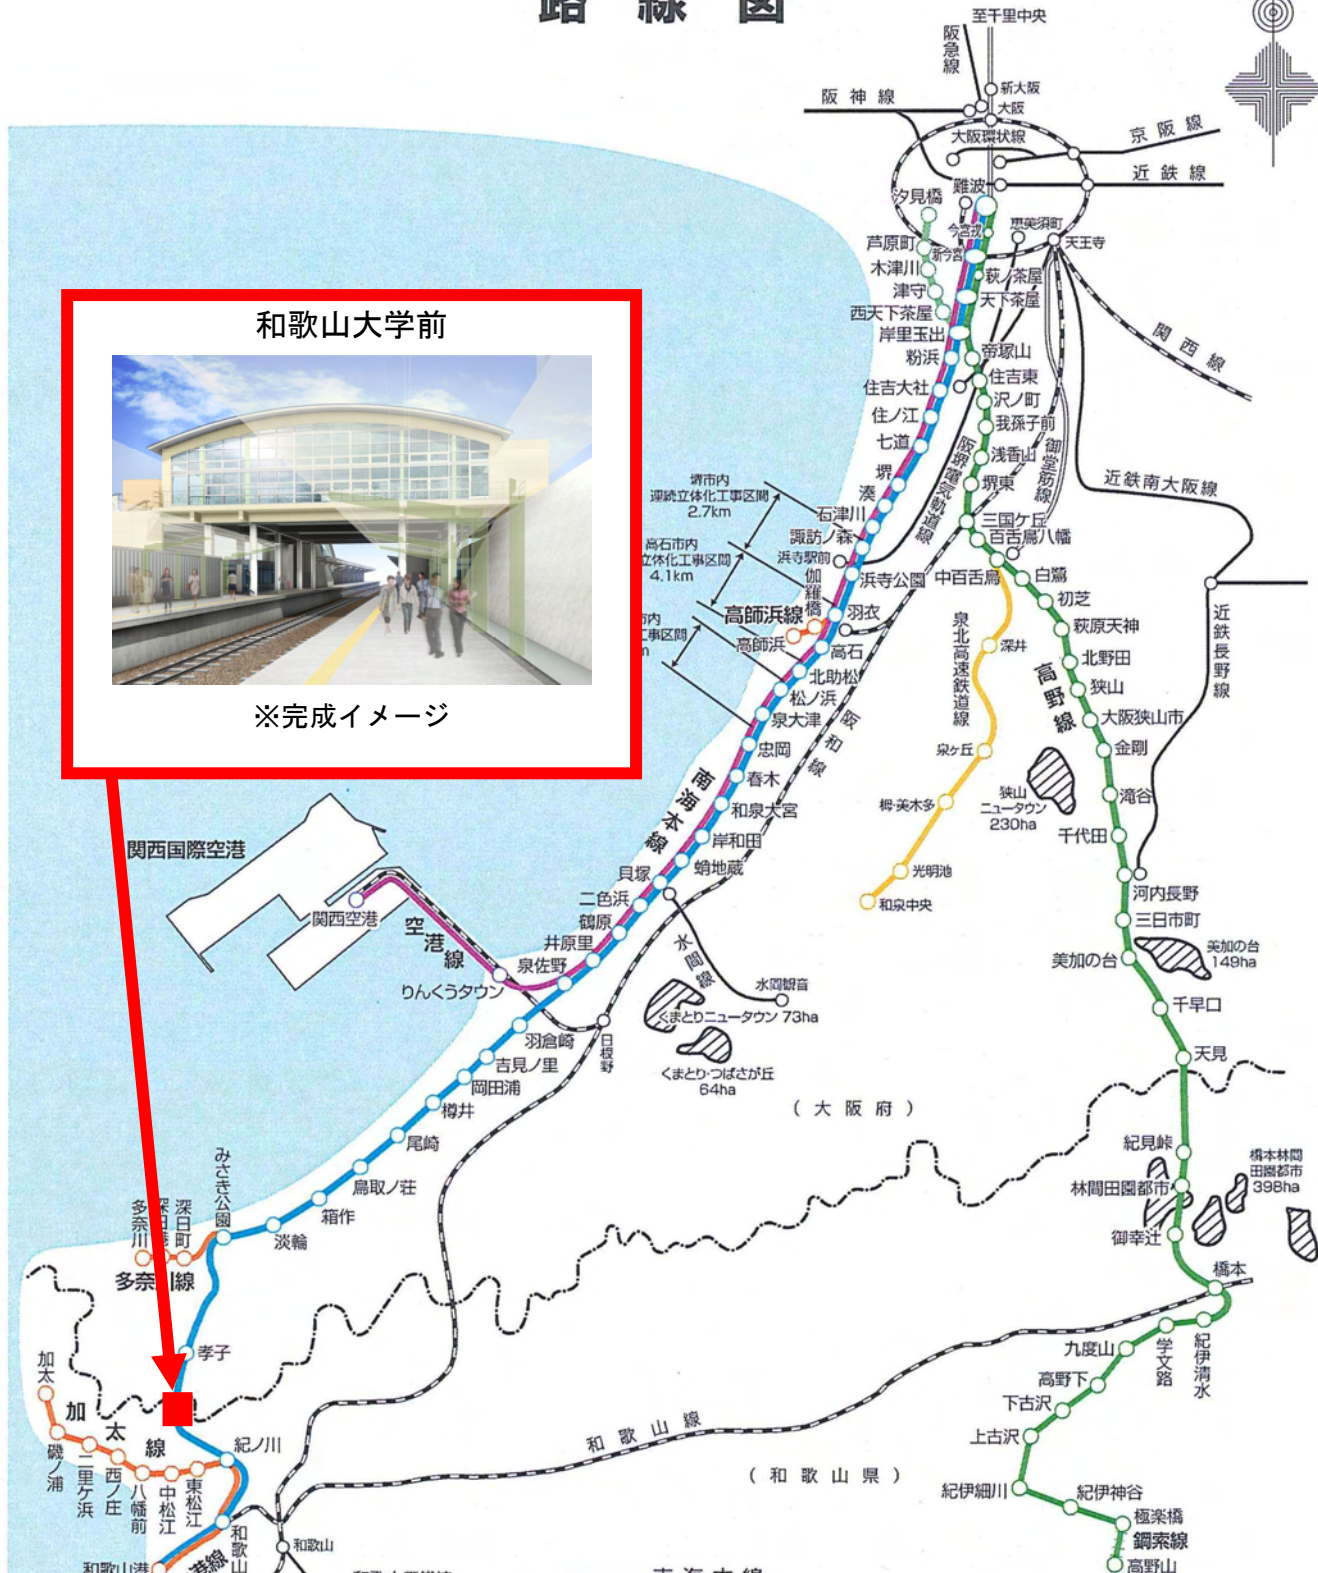 路線図
至千里中央
阪急線
新大阪
阪神線
大阪
大阪環状線
京阪線
近鉄線
難波
汐見橋
今宮戎
恵美須町
芦原町
新今宮
天王寺
木津川
萩ノ茶屋
津守
天下茶屋
西天下茶屋
岸里玉出
関西線
粉浜
帝塚山
住吉大社
住吉東
沢ノ町
住ノ江
我孫子前
七道
浅香山
阪堺電気軌道線
御堂筋線
堺
堺東
近鉄南大阪線
湊
石津川
三国ケ丘
諏訪ノ森
百舌鳥八幡
浜寺駅前
浜寺公園
中百舌鳥
白鷺
伽羅橋
初芝
羽衣
高師浜線
高師浜
高石
萩原天神
泉北高速鉄道線
深井
近鉄長野線
北野田
北助松
狭山
松ノ浜
高野線
泉大津
大阪狭山市
阪和線
忠岡
泉ヶ丘
金剛
春木
南海本線
栂・美木多
狭山
ニュータウン
230ha
滝谷
和泉大宮
岸和田
千代田
蛸地蔵
光明池
貝塚
河内長野
和泉中央
二色浜
三日市町
鶴原
水間線
井原里
美加の台
美加の台
149ha
泉佐野
りんくうタウン
水間観音
千早口
くまとりニュータウン 73ha
羽倉崎
日根野
吉見ノ里
天見
くまとり・つばさが丘
64ha
岡田浦
樽井
(大阪府)
尾崎
紀見峠
鳥取ノ荘
林間田園都市
橋本林間
田園都市
398ha
箱作
みさき公園
淡輪
御幸辻
深日町
深日港
多奈川
多奈川線
橋本
孝子
紀伊清水
学文路
九度山
加太
高野下
下古沢
加太線
上古沢
和歌山線
紀ノ川
磯ノ浦
二里ケ浜
西ノ庄
八幡前
中松江
東松江
(和歌山県)
紀伊細川
紀伊神谷
極楽橋
鋼索線
高野山
和歌山
和歌山港
港線
南海本線
堺市内
連続立体化工事区間
2.7km
高石市内
立体化工事区間
4.1km
市内
工事区間
関西国際空港
関西空港
空港線
和歌山大学前
※完成イメージ